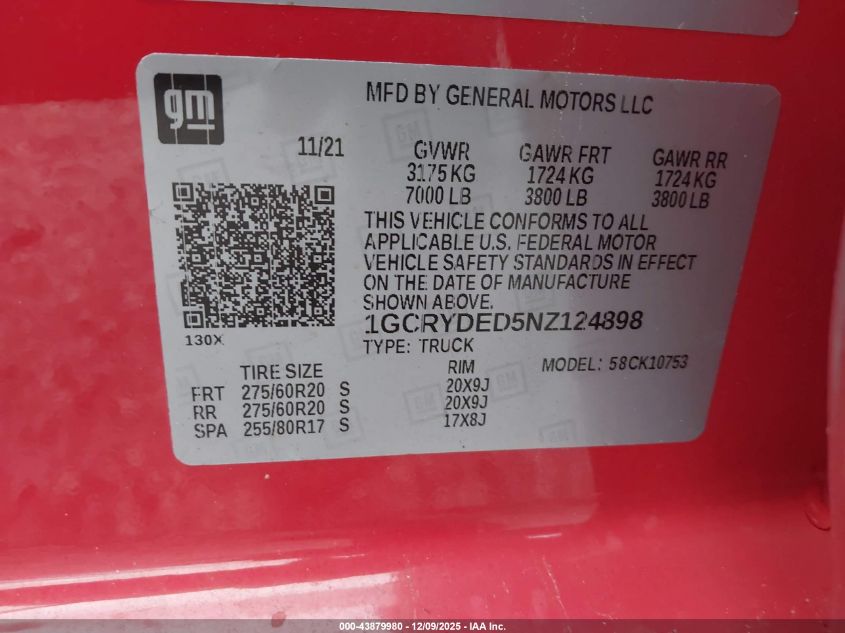 gm
MFD BY GENERAL MOTORS LLC
11/21
GVWR GAWR FRT GAWR RR
3175 KG 1724 KG 1724 KG
7000 LB 3800 LB 3800 LB
THIS VEHICLE CONFORMS TO ALL
APPLICABLE U.S. FEDERAL MOTOR
VEHICLE SAFETY STANDARDS IN EFFECT
ON THE DATE OF MANUFACTURE
SHOWN ABOVE.
130X
1GCRYDED5NZ124898
TYPE: TRUCK
MODEL: 58CK10753
TIRE SIZE RIM
FRT 275/60R20 S 20X9J
RR 275/60R20 S 20X9J
SPA 255/80R17 S 17X8J
000-43879980 - 12/09/2025 - IAA Inc.